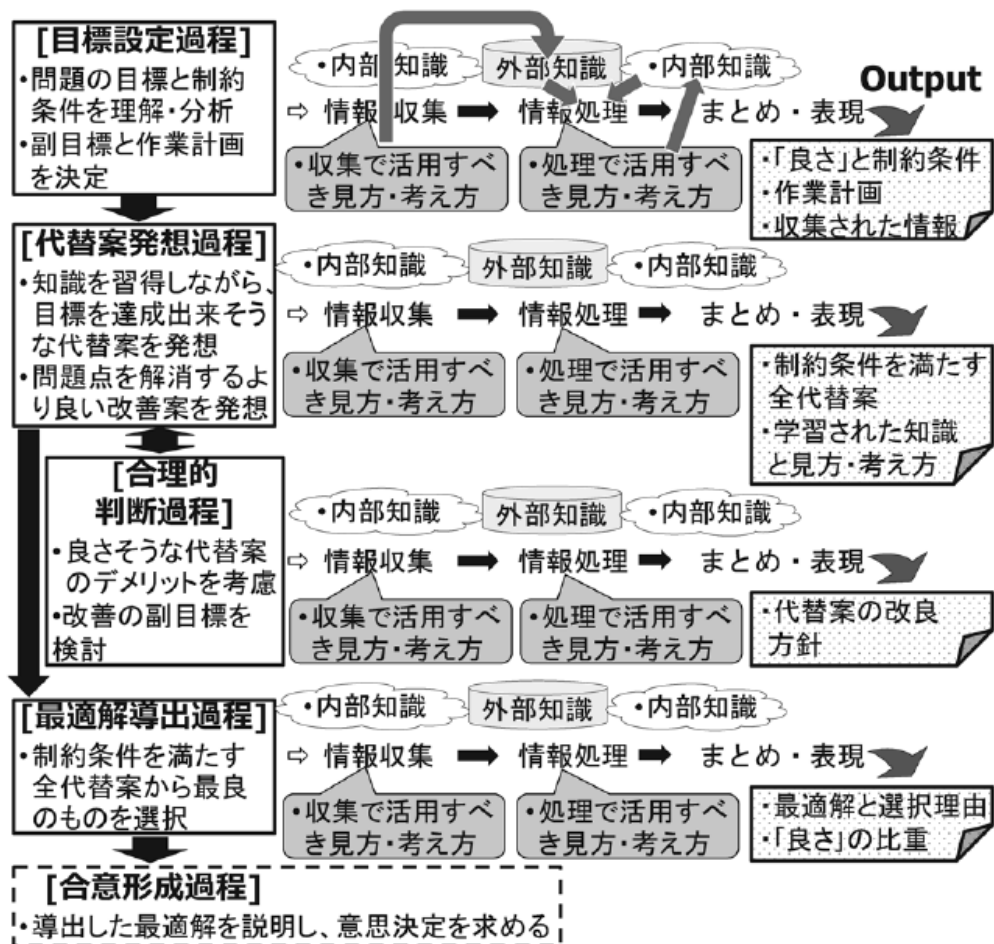 [目標設定過程]
・問題の目標と制約
条件を理解・分析
・副目標と作業計画
を決定
・内部知識
外部知識
・内部知識
Output
⇨ 情報収集 ➡ 情報処理 ➡ まとめ・表現
・収集で活用すべ
き見方・考え方
・処理で活用すべ
き見方・考え方
・「良さ」と制約条件
・作業計画
・収集された情報
[代替案発想過程]
・知識を習得しながら、
目標を達成出来そう
な代替案を発想
・問題点を解消するよ
り良い改善案を発想
・内部知識
外部知識
・内部知識
⇨ 情報収集 ➡ 情報処理 ➡ まとめ・表現
・収集で活用すべ
き見方・考え方
・処理で活用すべ
き見方・考え方
・制約条件を満たす
全代替案
・学習された知識
と見方・考え方
[合理的
判断過程]
・良さそうな代替案
のデメリットを考慮
・改善の副目標を
検討
・内部知識
外部知識
・内部知識
⇨ 情報収集 ➡ 情報処理 ➡ まとめ・表現
・収集で活用すべ
き見方・考え方
・処理で活用すべ
き見方・考え方
・代替案の改良
方針
[最適解導出過程]
・制約条件を満たす
全代替案から最良
のものを選択
・内部知識
外部知識
・内部知識
⇨ 情報収集 ➡ 情報処理 ➡ まとめ・表現
・収集で活用すべ
き見方・考え方
・処理で活用すべ
き見方・考え方
・最適解と選択理由
・「良さ」の比重
[合意形成過程]
・導出した最適解を説明し、意思決定を求める